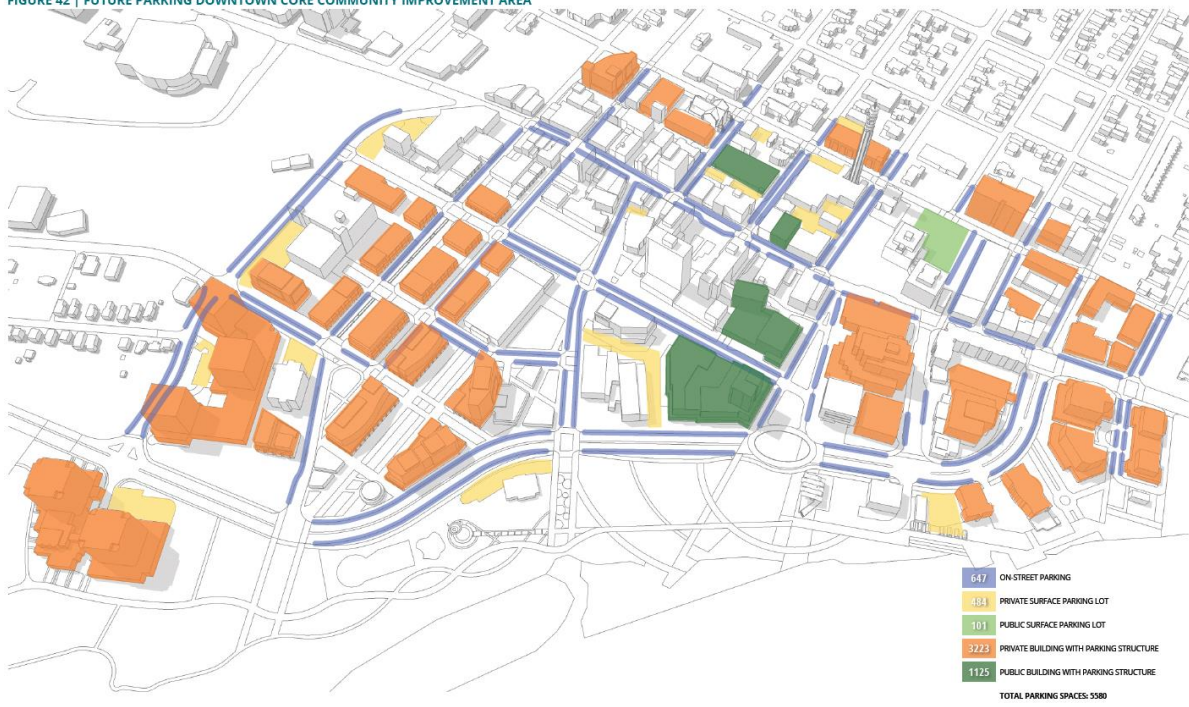 FIGURE 42 | FUTURE PARKING DOWNTOWN CORE COMMUNITY IMPROVEMENT AREA
647 ON-STREET PARKING
484 PRIVATE SURFACE PARKING LOT
101 PUBLIC SURFACE PARKING LOT
3223 PRIVATE BUILDING WITH PARKING STRUCTURE
1125 PUBLIC BUILDING WITH PARKING STRUCTURE
TOTAL PARKING SPACES: 5580